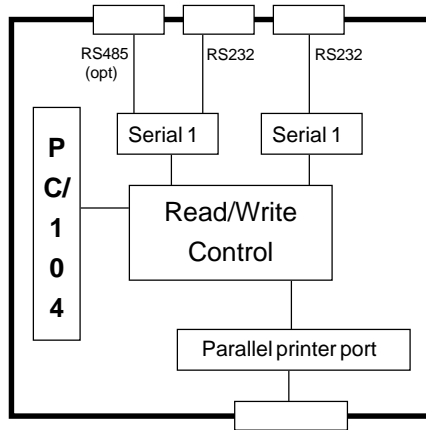 RS485
(opt)
RS232
RS232
Serial 1
Serial 1
P
C/
1
0
4
Read/Write
Control
Parallel printer port